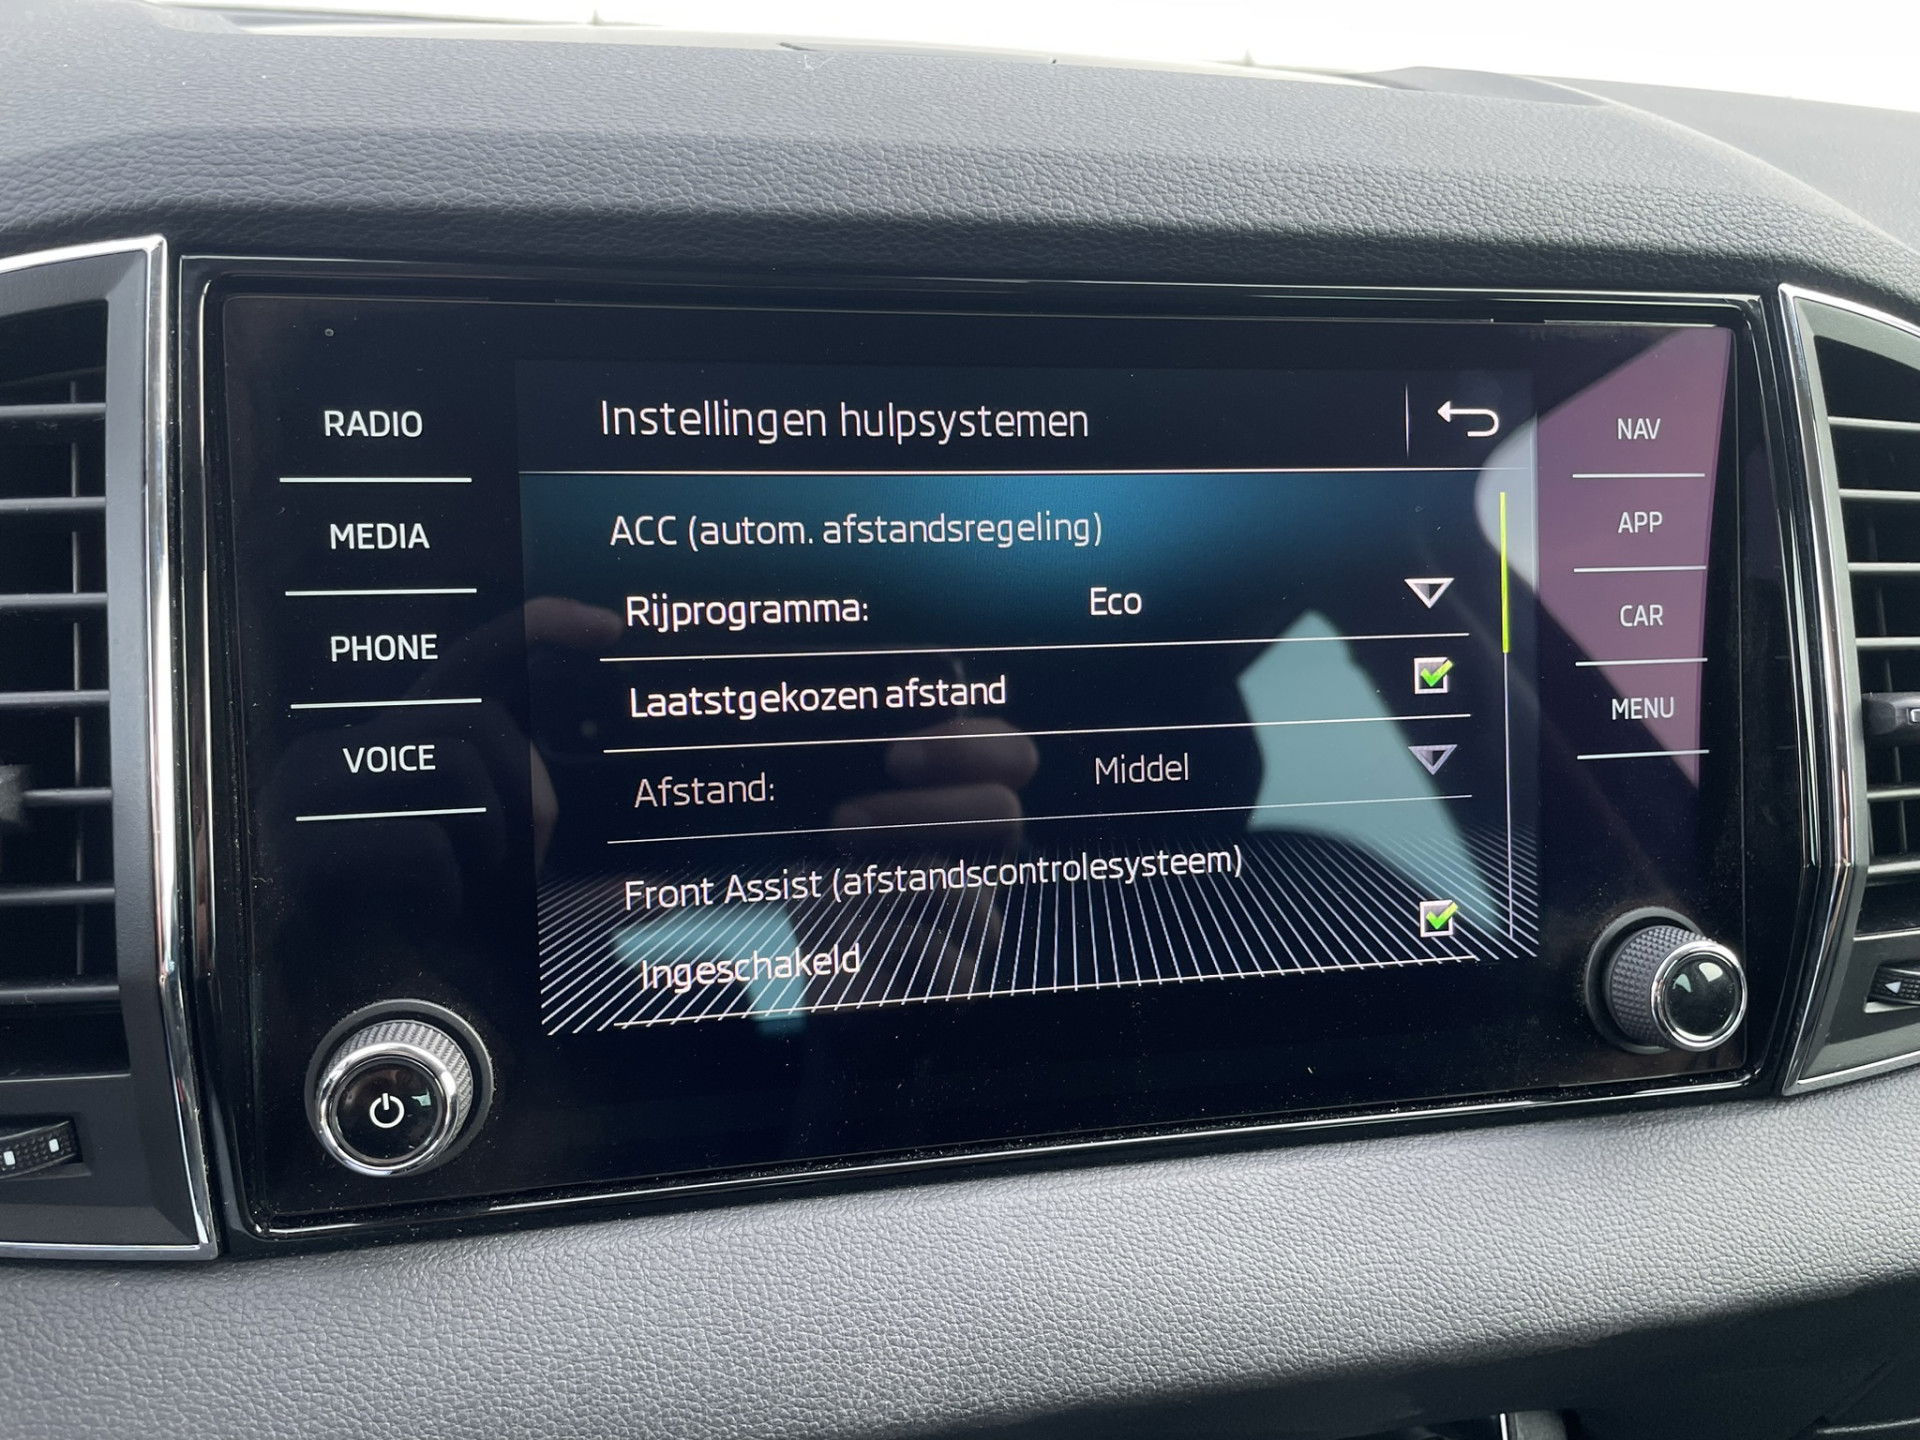 RADIO
MEDIA
PHONE
VOICE
Instellingen hulpsystemen
ACC (autom. afstandsregeling)
Rijprogramma: Eco
Laatstgekozen afstand
Afstand: Middel
Front Assist (afstandscontrolesysteem)
Ingeschakeld
NAV
APP
CAR
MENU